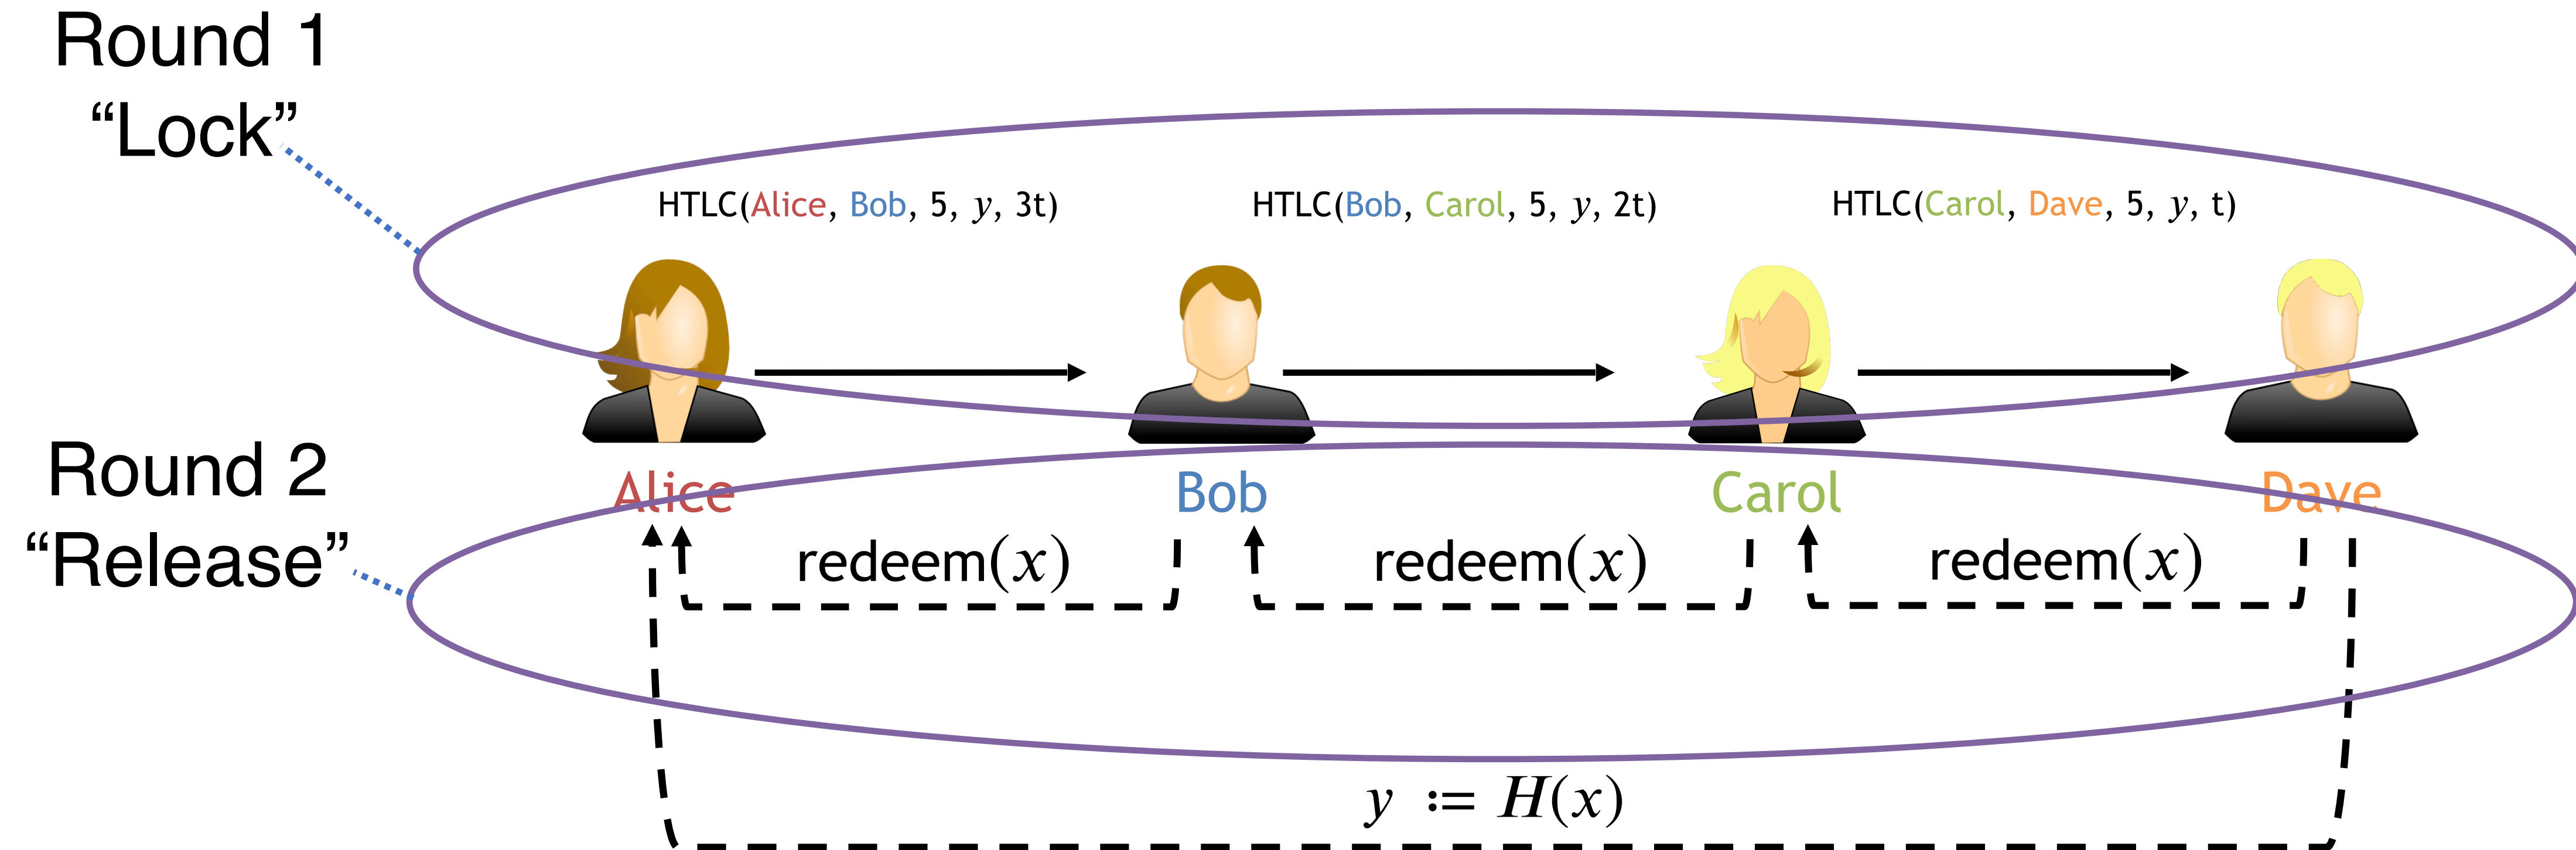 Round 1
“Lock”
HTLC(Alice, Bob, 5, y, 3t)
HTLC(Bob, Carol, 5, y, 2t)
HTLC(Carol, Dave, 5, y, t)
Round 2
“Release”
Alice
Bob
Carol
Dave
redeem(x)
redeem(x)
redeem(x)
y := H(x)